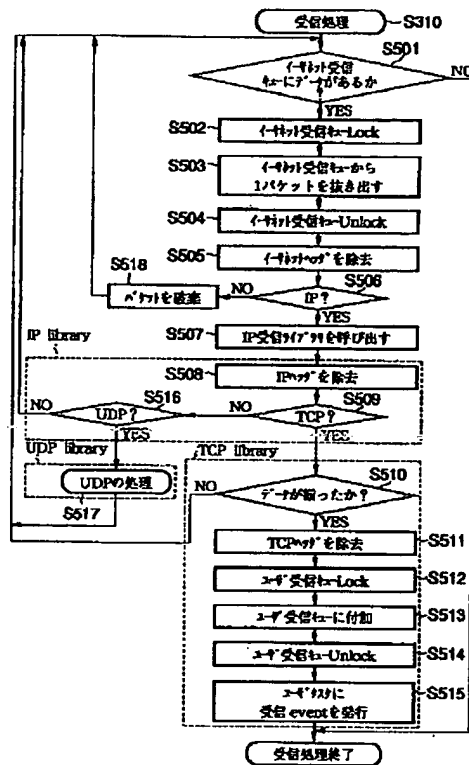 受信処理
S310
S501
イーサネット受信
キューにデータがあるか
NO
YES
S502
イーサネット受信キューLock
S503
イーサネット受信キューから
1パケットを抜き出す
S504
イーサネット受信キューUnlock
S505
イーサネットヘッダを除去
S518
S506
パケットを破棄
NO
IP?
YES
S507
IP受信ライブラリを呼び出す
IP library
S508
IPヘッダを除去
S516
S509
NO
UDP?
NO
TCP?
YES
YES
UDP library
TCP library
UDPの処理
S517
S510
NO
データが揃ったか?
YES
TCPヘッダを除去
S511
ユーザ受信キューLock
S512
ユーザ受信キューに付加
S513
ユーザ受信キューUnlock
S514
ユーザタスクに
受信eventを発行
S515
受信処理終了